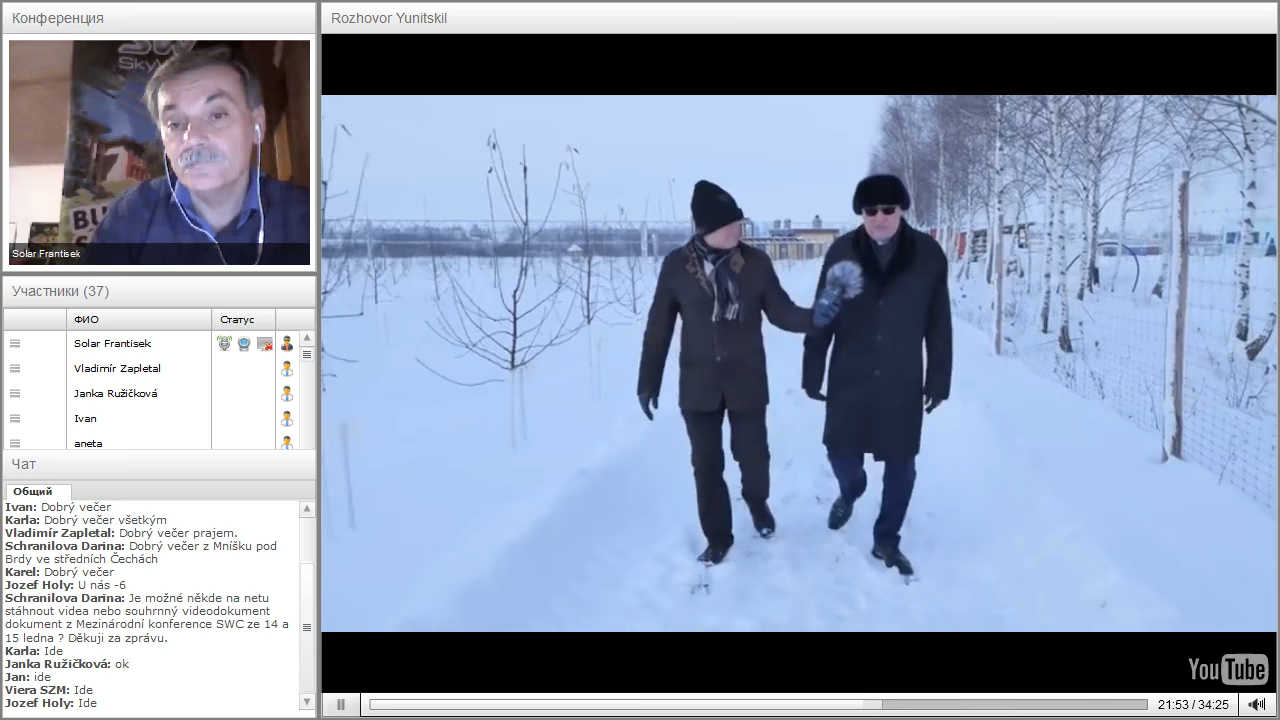 Конференция
SkyW
BU
Solar Frantisek
Участники (37)
ФИО
Статус
Solar Frantisek
Vladimír Zapletal
Janka Ružičková
Ivan
aneta
Чат
Общий
Ivan: Dobrý večer
Karla: Dobrý večer všetkým
Vladimír Zapletal: Dobrý večer prajem.
Schranilova Darina: Dobrý večer z Mníšku pod
Brdy ve středních Čechách
Karel: Dobrý večer
Jozef Holy: U nás -6
Schranilova Darina: Je možné někde na netu
stáhnout videa nebo souhrnný videodokument
dokument z Mezinárodní konference SWC ze 14 a
15 ledna ? Děkuji za zprávu.
Karla: Ide
Janka Ružičková: ok
Jan: ide
Viera SZM: Ide
Jozef Holy: Ide
Rozhovor Yunitskil
YouTube
21:53 / 34:25